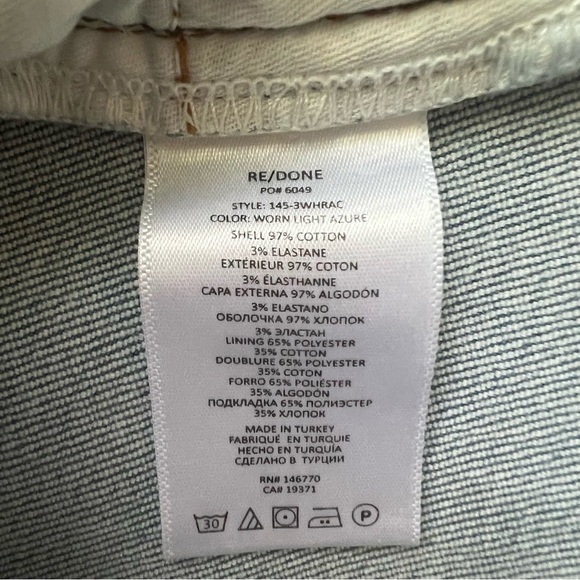 RE/DONE
PO# 6049
STYLE: 145-3WHRAC
COLOR: WORN LIGHT AZURE
SHELL 97% COTTON
3% ELASTANE
EXTÉRIEUR 97% COTON
3% ÉLASTHANNE
CAPA EXTERNA 97% ALGODÓN
3% ELASTANO
ОБОЛОЧКА 97% ХЛОПОК
3% ЭЛАСТАН
LINING 65% POLYESTER
35% COTTON
DOUBLURE 65% POLYESTER
35% COTON
FORRO 65% POLIÉSTER
35% ALGODÓN
ПОДКЛАДКА 65% ПОЛИЭСТЕР
35% ХЛОПОК
MADE IN TURKEY
FABRIQUÉ EN TURQUIE
HECHO EN TURQUÍA
СДЕЛАНО В ТУРЦИИ
RN# 146770
CA# 19371
30 P